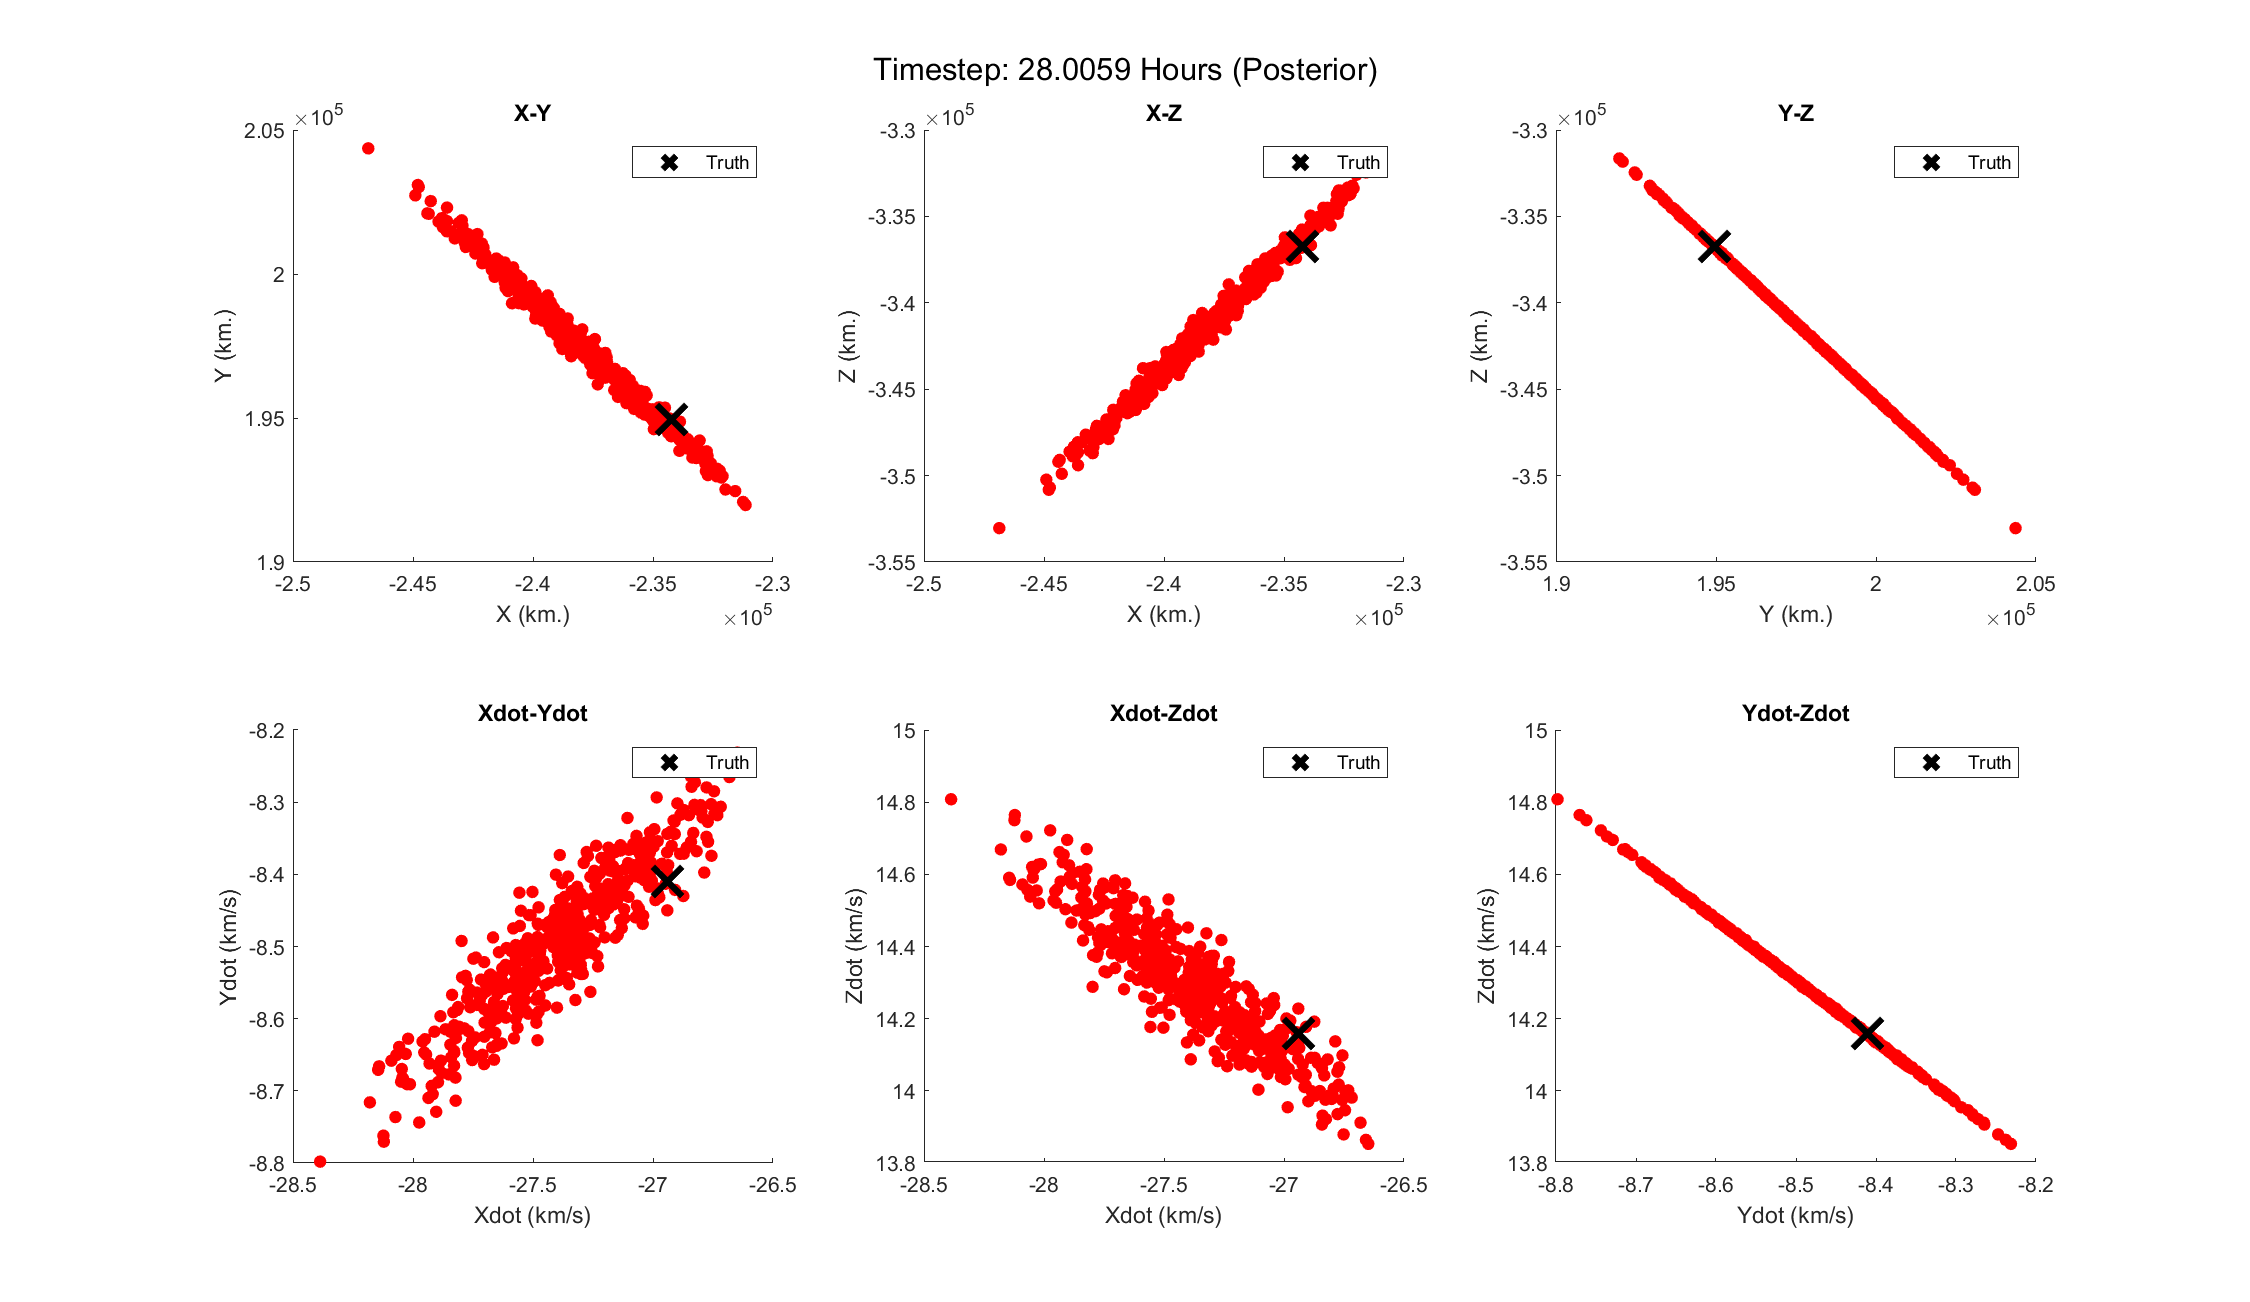 Timestep: 28.0059 Hours (Posterior)
X-Y
×10^5
2.05
2
1.95
1.9
Y (km.)
-2.5 -2.45 -2.4 -2.35 -2.3
X (km.)
×10^5
Truth
X-Z
×10^5
-3.3
-3.35
-3.4
-3.45
-3.5
-3.55
Z (km.)
-2.5 -2.45 -2.4 -2.35 -2.3
X (km.)
×10^5
Truth
Y-Z
×10^5
-3.3
-3.35
-3.4
-3.45
-3.5
-3.55
Z (km.)
1.9 1.95 2 2.05
Y (km.)
×10^5
Truth
Xdot-Ydot
-8.2
-8.3
-8.4
-8.5
-8.6
-8.7
-8.8
Ydot (km/s)
-28.5 -28 -27.5 -27 -26.5
Xdot (km/s)
Truth
Xdot-Zdot
15
14.8
14.6
14.4
14.2
14
13.8
Zdot (km/s)
-28.5 -28 -27.5 -27 -26.5
Xdot (km/s)
Truth
Ydot-Zdot
15
14.8
14.6
14.4
14.2
14
13.8
Zdot (km/s)
-8.8 -8.7 -8.6 -8.5 -8.4 -8.3 -8.2
Ydot (km/s)
Truth